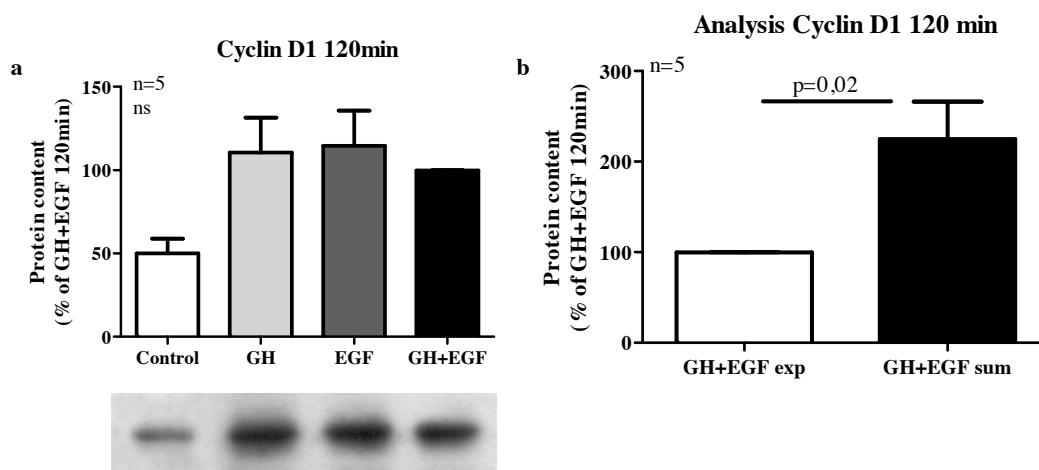 a
Cyclin D1 120min
n=5
ns
Protein content
(% of GH+EGF 120min)
150
100
50
0
Control
GH
EGF
GH+EGF
b
Analysis Cyclin D1 120 min
n=5
p=0,02
Protein content
(% of GH+EGF 120min)
300
200
100
0
GH+EGF exp
GH+EGF sum